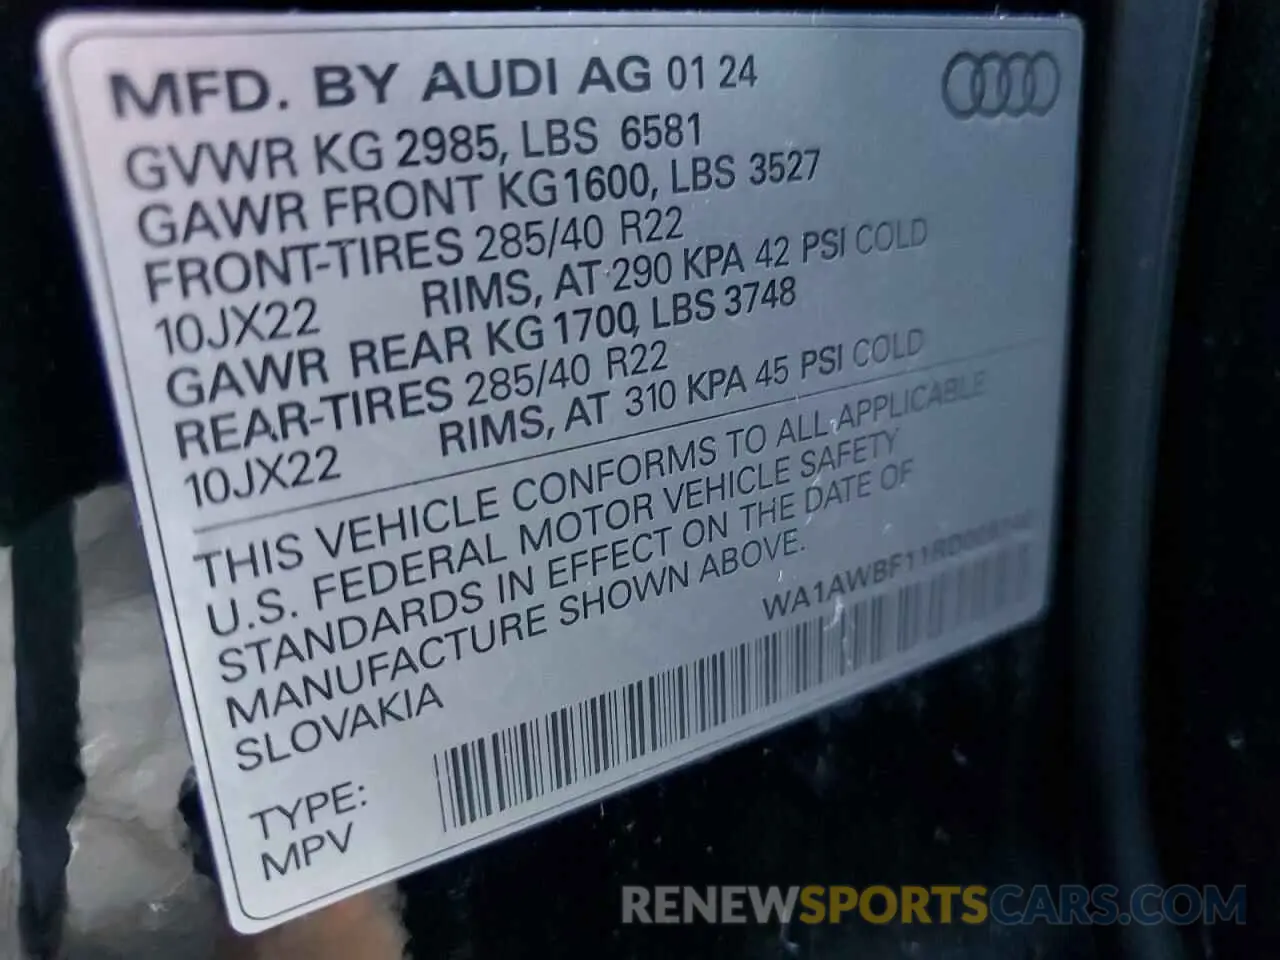 MFD. BY AUDI AG 01 24
GVWR KG 2985, LBS 6581
GAWR FRONT KG 1600, LBS 3527
FRONT-TIRES 285/40 R22
10JX22 RIMS, AT 290 KPA 42 PSI COLD
GAWR REAR KG 1700, LBS 3748
REAR-TIRES 285/40 R22
10JX22 RIMS, AT 310 KPA 45 PSI COLD
THIS VEHICLE CONFORMS TO ALL APPLICABLE
U.S. FEDERAL MOTOR VEHICLE SAFETY
STANDARDS IN EFFECT ON THE DATE OF
MANUFACTURE SHOWN ABOVE.
SLOVAKIA
TYPE:
MPV
RENEWSPORTSCARS.COM